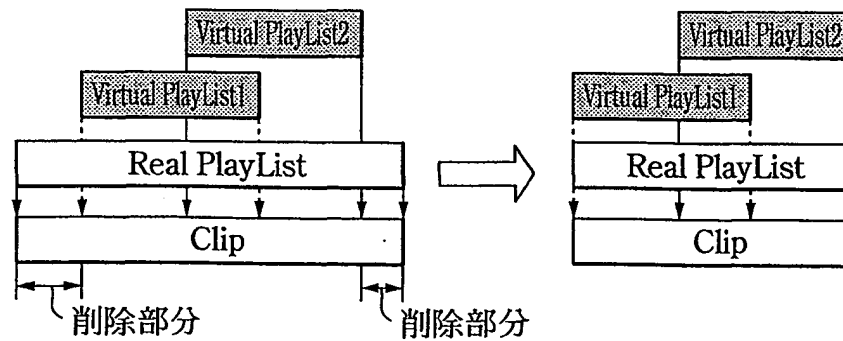 Virtual PlayList2
Virtual PlayList1
Real PlayList
Clip
削除部分
削除部分
Virtual PlayList2
Virtual PlayList1
Real PlayList
Clip